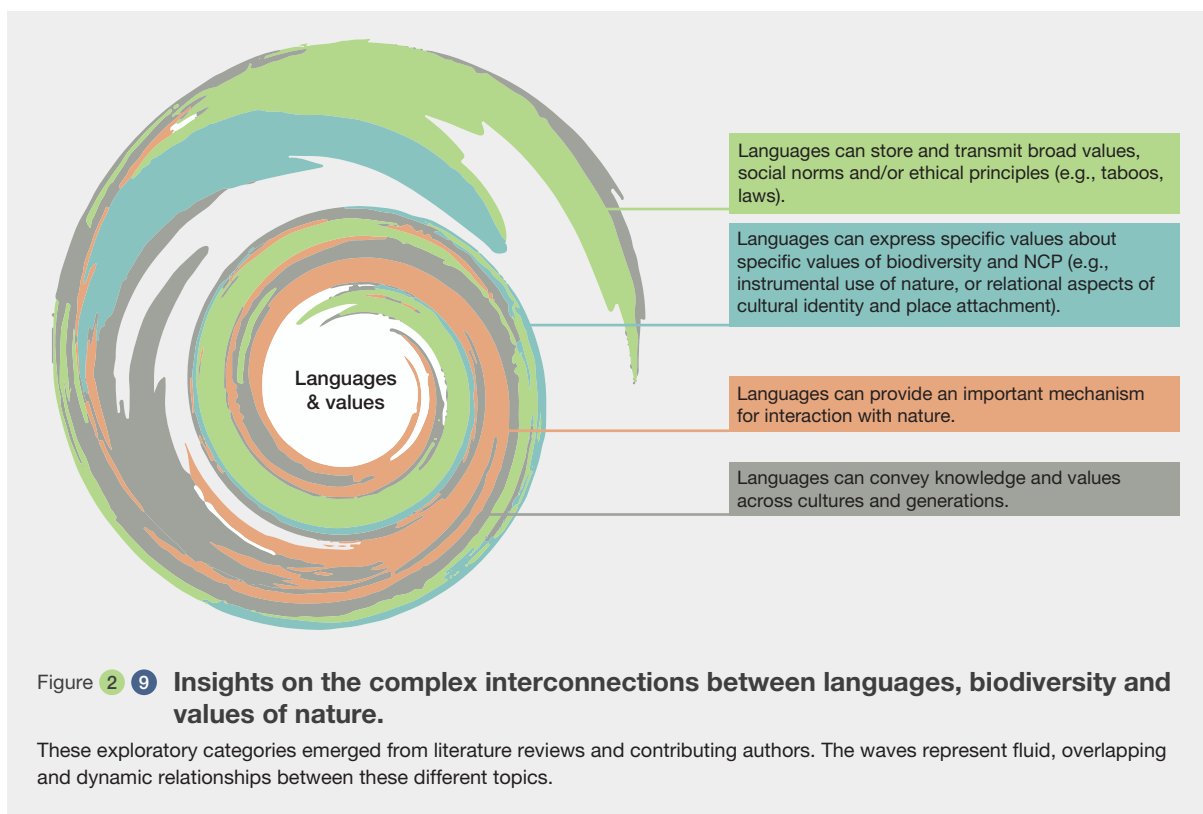 Languages can store and transmit broad values,
social norms and/or ethical principles (e.g., taboos,
laws).
Languages can express specific values about
specific values of biodiversity and NCP (e.g.,
instrumental use of nature, or relational aspects of
cultural identity and place attachment).
Languages
& values
Languages can provide an important mechanism
for interaction with nature.
Languages can convey knowledge and values
across cultures and generations.
Figure 2 9 Insights on the complex interconnections between languages, biodiversity and
values of nature.
These exploratory categories emerged from literature reviews and contributing authors. The waves represent fluid, overlapping
and dynamic relationships between these different topics.